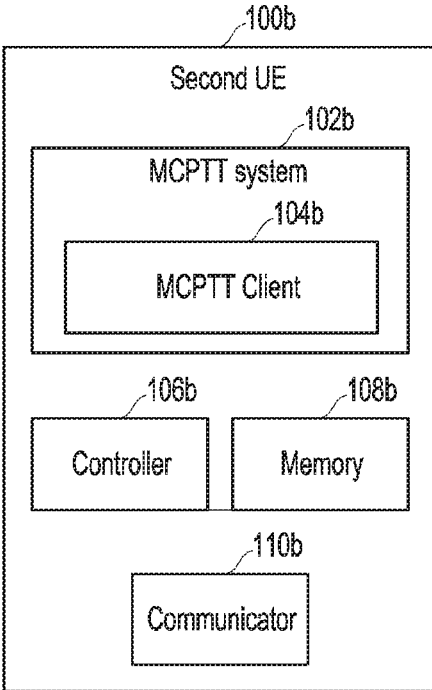 100b
Second UE
102b
MCPTT system
104b
MCPTT Client
106b
108b
Controller
Memory
110b
Communicator